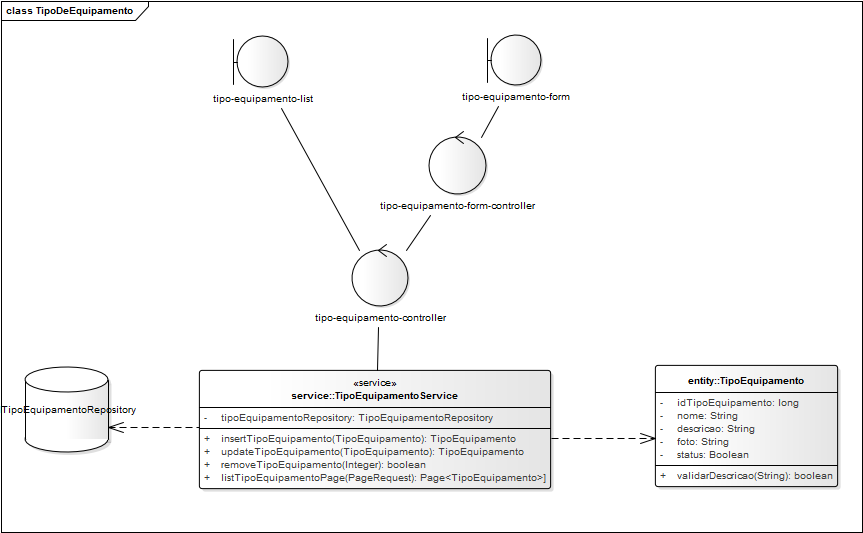 class TipoDeEquipamento
tipo-equipamento-list
tipo-equipamento-form
tipo-equipamento-form-controller
tipo-equipamento-controller
TipoEquipamentoRepository
«service»
service::TipoEquipamentoService
- tipoEquipamentoRepository: TipoEquipamentoRepository
+ insertTipoEquipamento(TipoEquipamento): TipoEquipamento
+ updateTipoEquipamento(TipoEquipamento): TipoEquipamento
+ removeTipoEquipamento(Integer): boolean
+ listTipoEquipamentoPage(PageRequest): Page<TipoEquipamento>]
entity::TipoEquipamento
- idTipoEquipamento: long
- nome: String
- descricao: String
- foto: String
- status: Boolean
+ validarDescricao(String): boolean